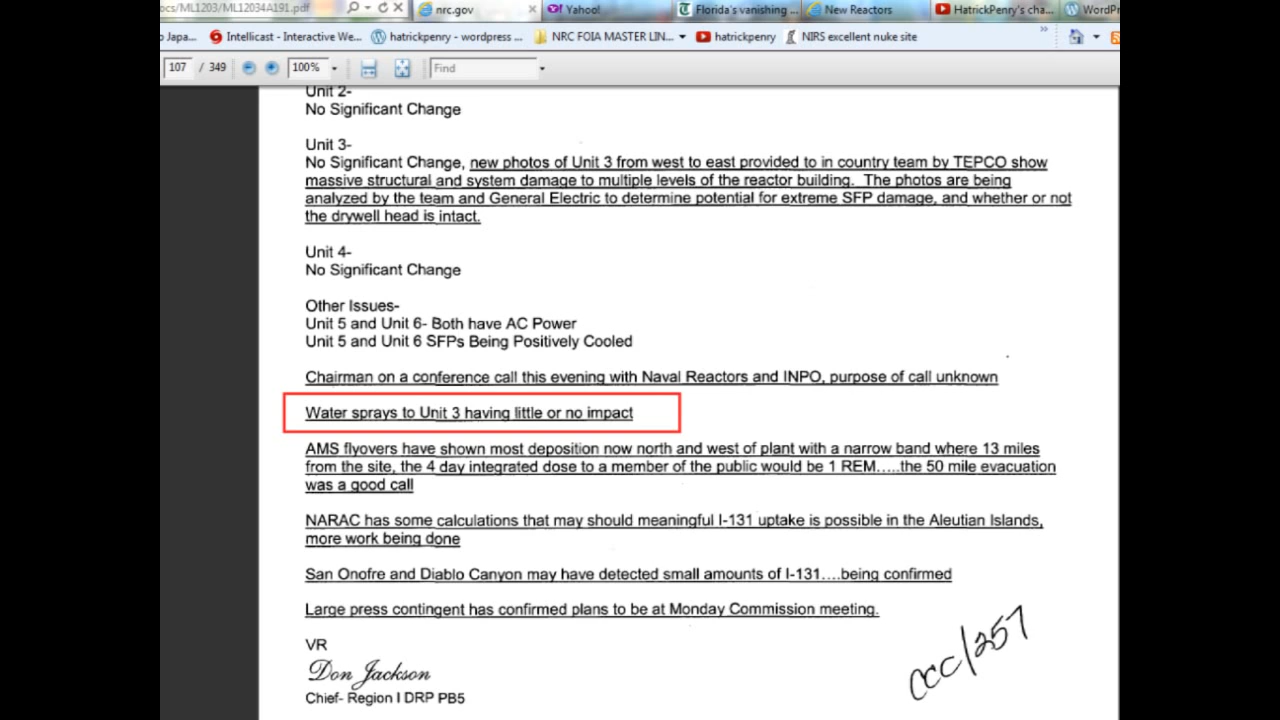 ocs/ML1203/ML12034A191.pdf
nrc.gov
Yahoo!
Florida's vanishing ...
New Reactors
HatrickPenry's cha...
WordPr
o Japa...
Intellicast - Interactive We...
hatrickpenry - wordpress ...
NRC FOIA MASTER LIN...
hatrickpenry
NIRS excellent nuke site
107 / 349
100%
Find
Unit 2-
No Significant Change
Unit 3-
No Significant Change, new photos of Unit 3 from west to east provided to in country team by TEPCO show
massive structural and system damage to multiple levels of the reactor building. The photos are being
analyzed by the team and General Electric to determine potential for extreme SFP damage, and whether or not
the drywell head is intact.
Unit 4-
No Significant Change
Other Issues-
Unit 5 and Unit 6- Both have AC Power
Unit 5 and Unit 6 SFPs Being Positively Cooled
Chairman on a conference call this evening with Naval Reactors and INPO, purpose of call unknown
Water sprays to Unit 3 having little or no impact
AMS flyovers have shown most deposition now north and west of plant with a narrow band where 13 miles
from the site, the 4 day integrated dose to a member of the public would be 1 REM.....the 50 mile evacuation
was a good call
NARAC has some calculations that may should meaningful I-131 uptake is possible in the Aleutian Islands,
more work being done
San Onofre and Diablo Canyon may have detected small amounts of I-131....being confirmed
Large press contingent has confirmed plans to be at Monday Commission meeting.
VR
Don Jackson
Chief- Region I DRP PB5
CCC/257